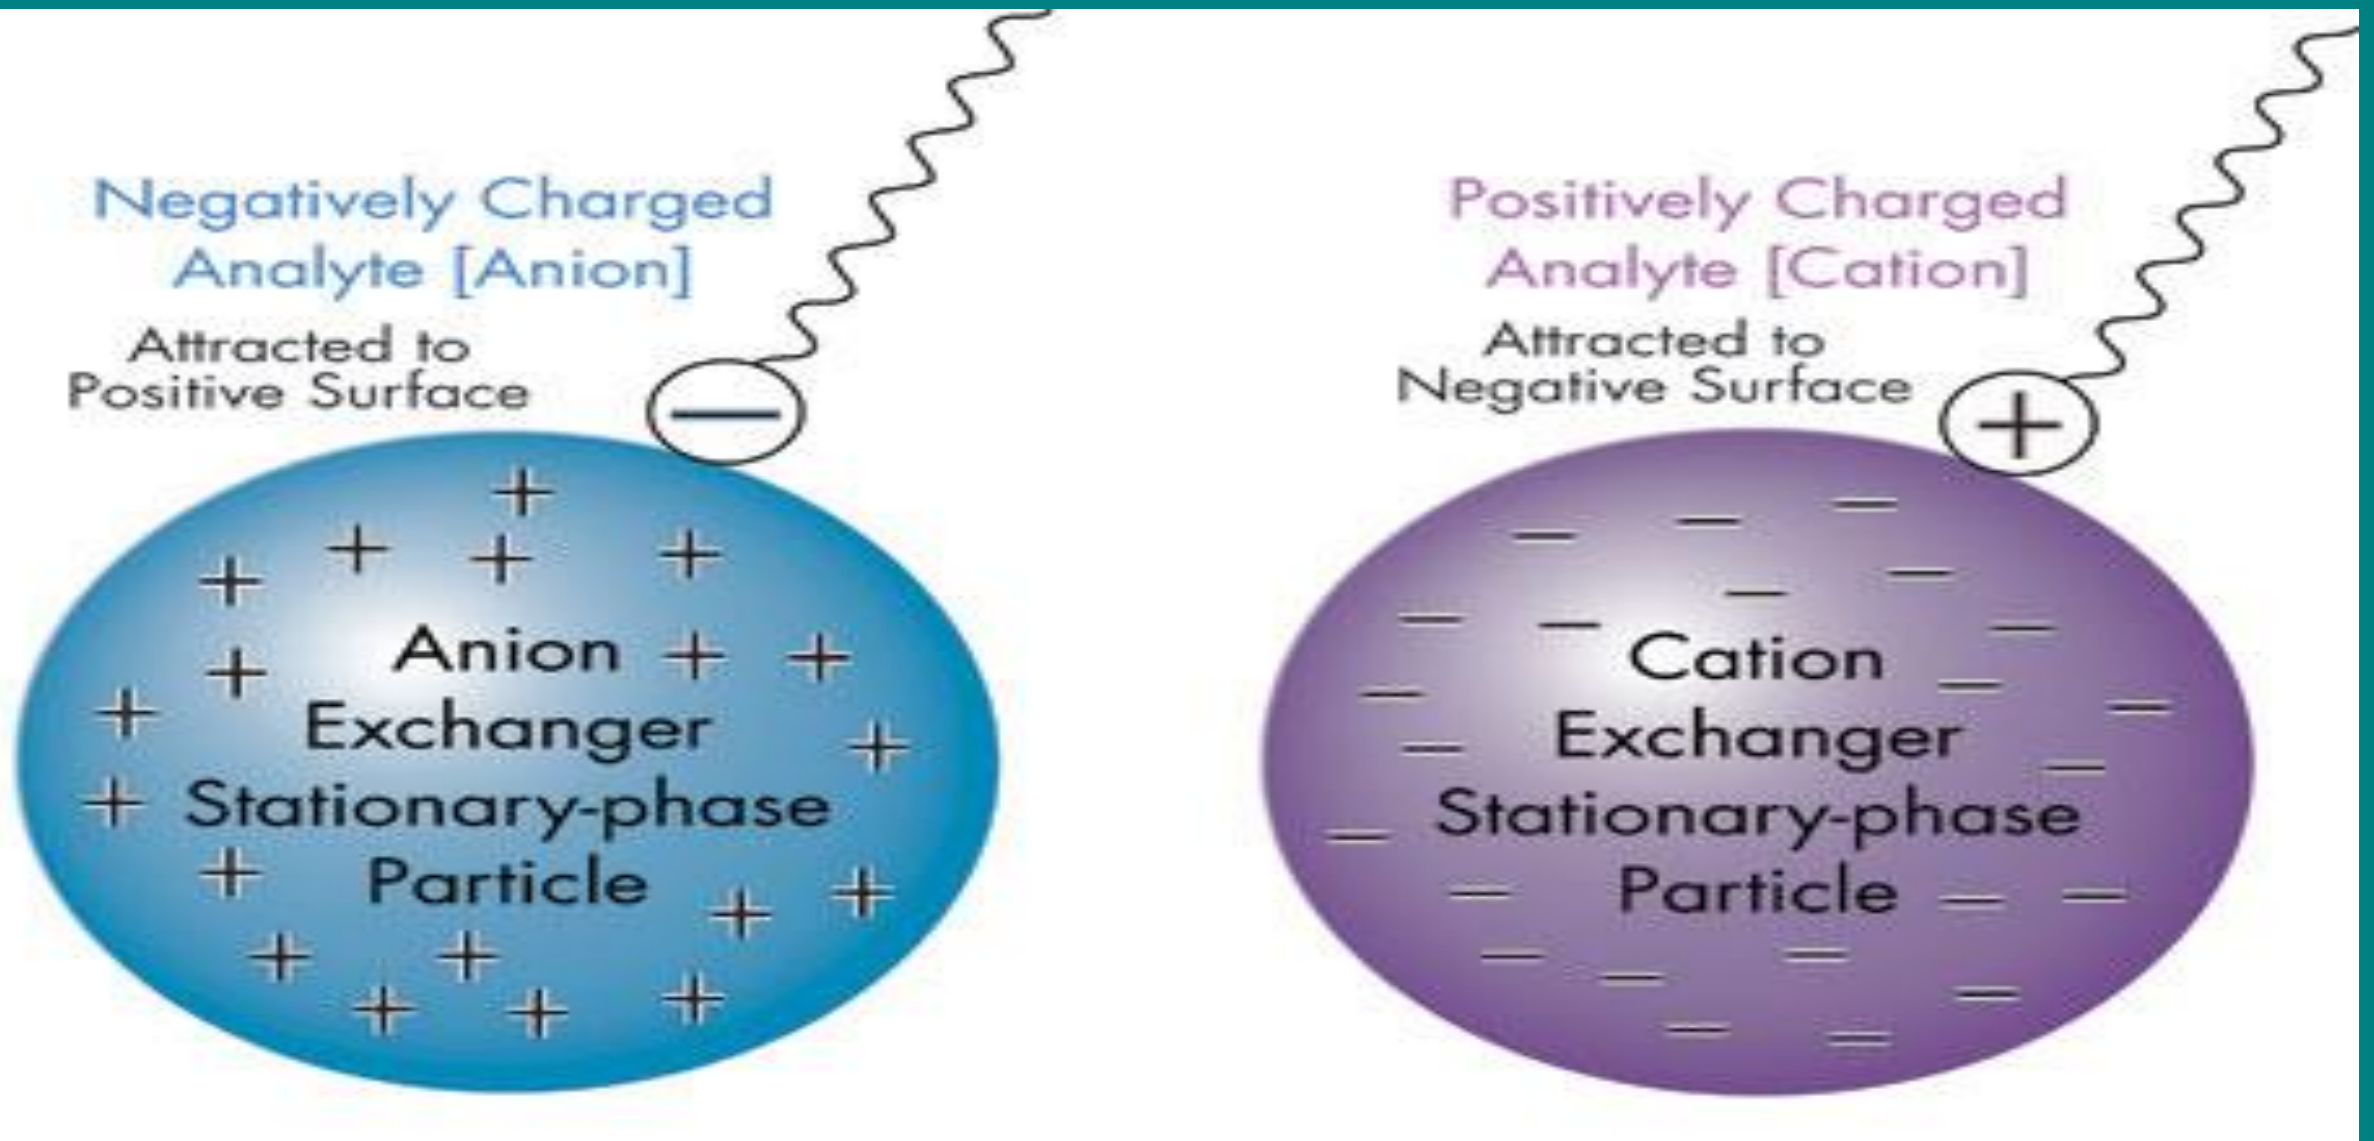 Negatively Charged
Analyte [Anion]
Attracted to
Positive Surface
Anion
Exchanger
Stationary-phase
Particle
Positively Charged
Analyte [Cation]
Attracted to
Negative Surface
Cation
Exchanger
Stationary-phase
Particle